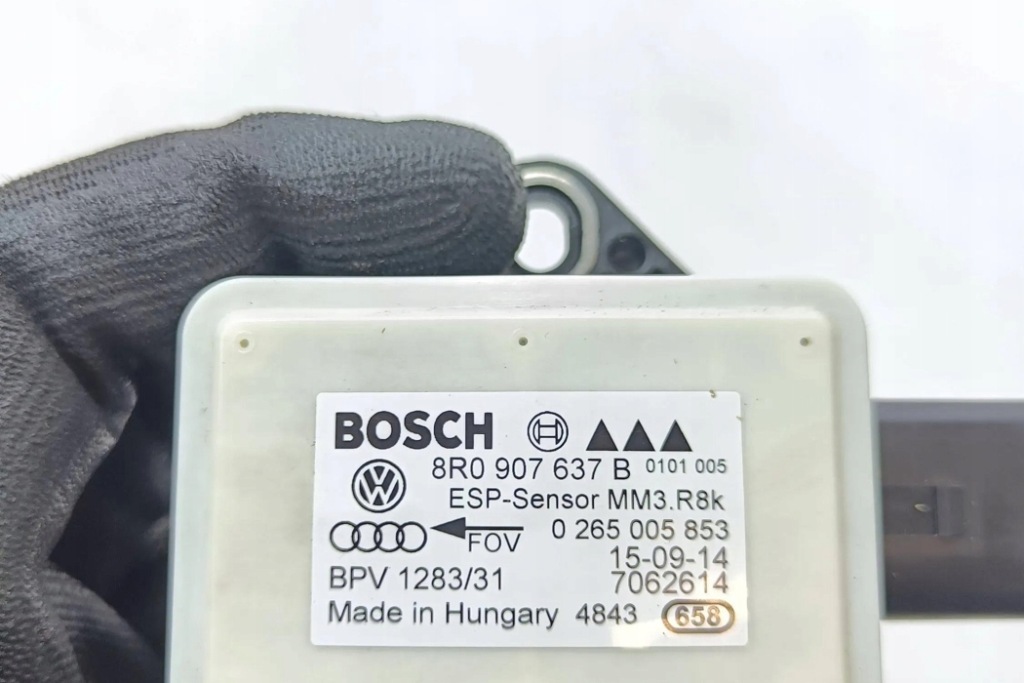 BOSCH
8R0 907 637 B 0101 005
ESP-Sensor MM3.R8k
FOV 0 265 005 853
15-09-14
BPV 1283/31 7062614
Made in Hungary 4843 658